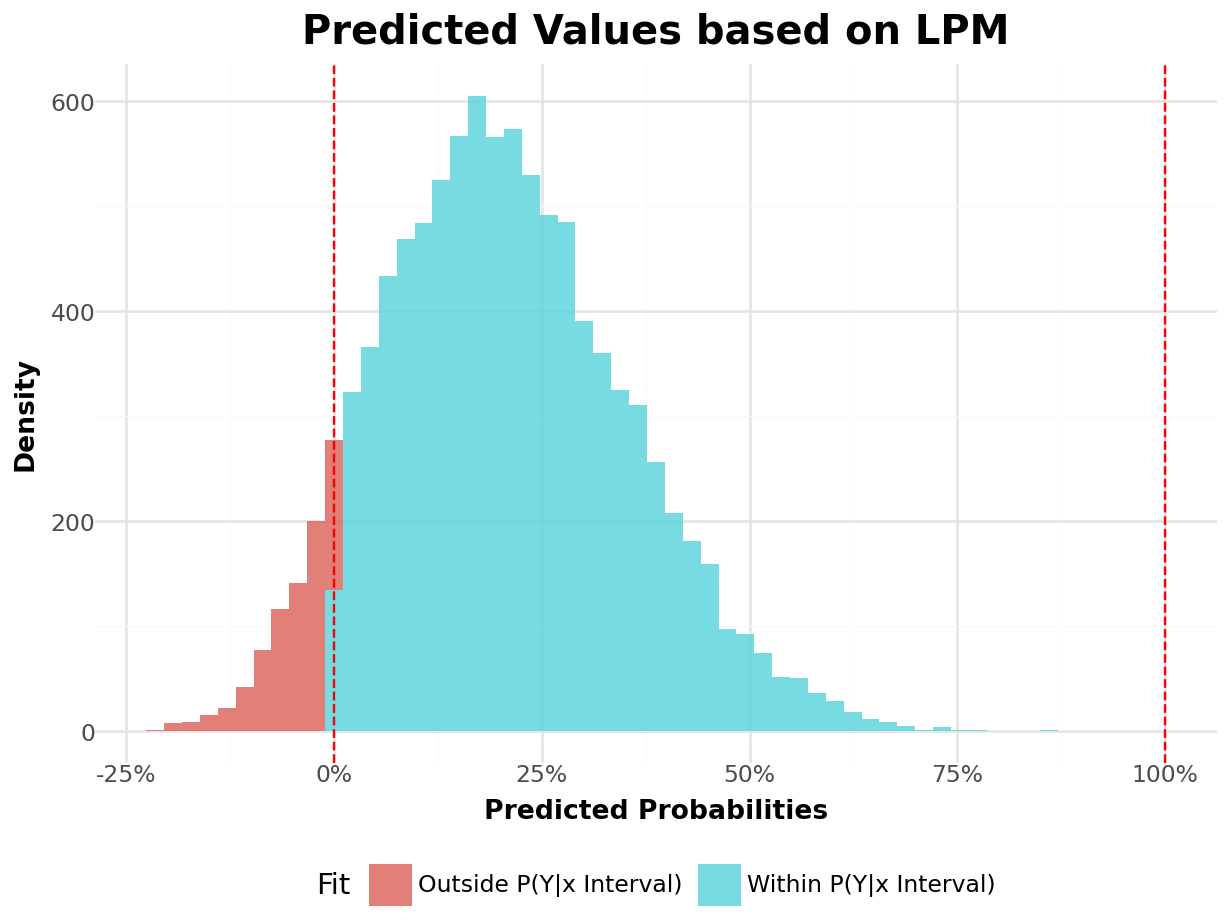 Predicted Values based on LPM
600
400
200
0
Density
-25%
0%
25%
50%
75%
100%
Predicted Probabilities
Fit
Outside P(Y|x Interval)
Within P(Y|x Interval)